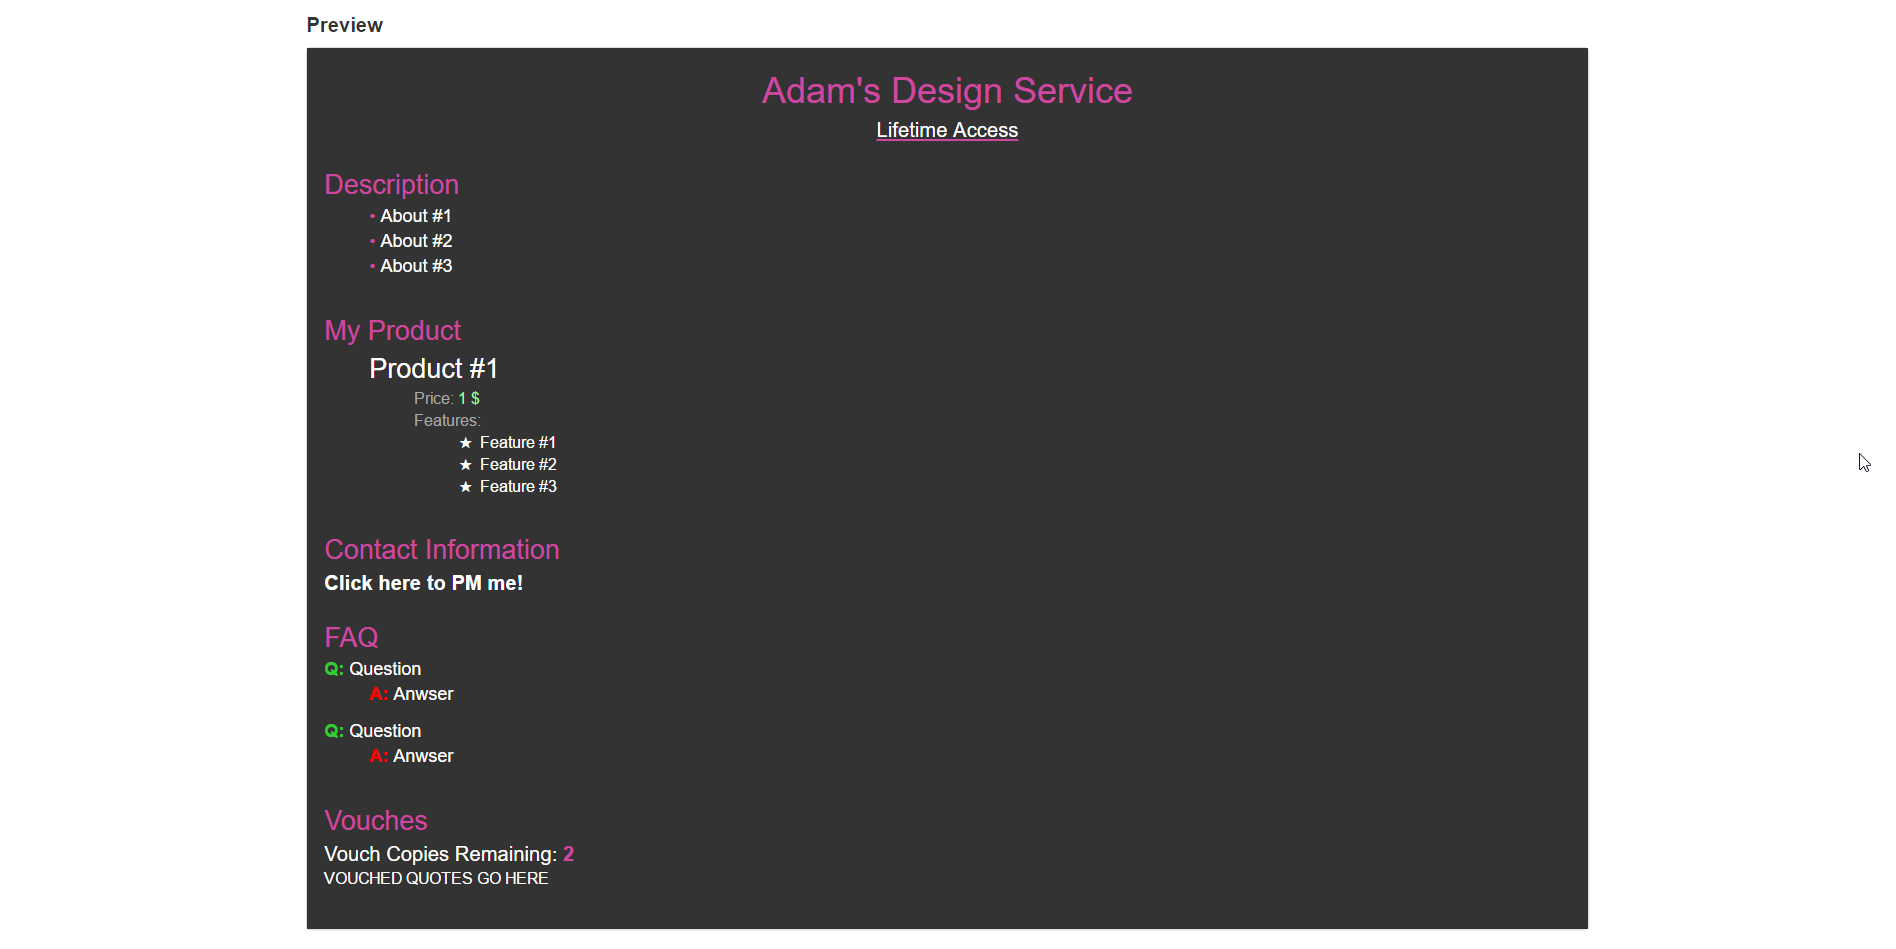 Preview
Adam's Design Service
Lifetime Access
Description
• About #1
• About #2
• About #3
My Product
Product #1
Price: 1 $
Features:
★ Feature #1
★ Feature #2
★ Feature #3
Contact Information
Click here to PM me!
FAQ
Q: Question
A: Anwser
Q: Question
A: Anwser
Vouches
Vouch Copies Remaining: 2
VOUCHED QUOTES GO HERE